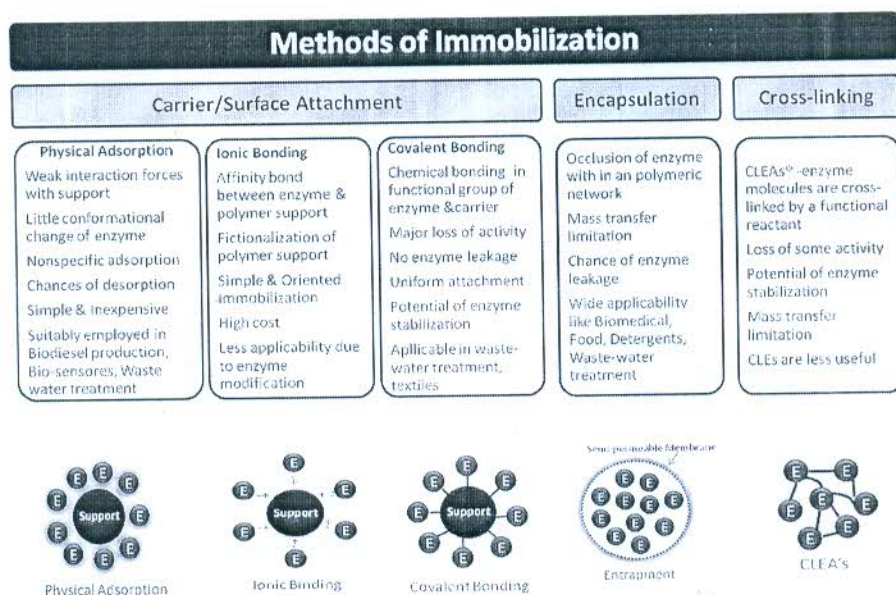 Methods of Immobilization
Carrier/Surface Attachment
Encapsulation
Cross-linking
Physical Adsorption
Weak interaction forces
with support
Little conformational
change of enzyme
Nonspecific adsorption
Chances of desorption
Simple & Inexpensive
Suitably employed in
Biodiesel production,
Bio-sensores, Waste
water treatment
Ionic Bonding
Affinity bond
between enzyme &
polymer support
Fictionalization of
polymer support
Simple & Oriented
immobilization
High cost
Less applicability due
to enzyme
modification
Covalent Bonding
Chemical bonding in
functional group of
enzyme &carrier
Major loss of activity
No enzyme leakage
Uniform attachment
Potential of enzyme
stabilization
Apllicable in waste-
water treatment,
textiles
Occlusion of enzyme
with in an polymeric
network
Mass transfer
limitation
Chance of enzyme
leakage
Wide applicability
like Biomedical,
Food, Detergents,
Waste-water
treatment
CLEAs® -enzyme
molecules are cross-
linked by a functional
reactant
Loss of some activity
Potential of enzyme
stabilization
Mass transfer
limitation
CLEs are less useful
E E E E E E E E E
Support
Physical Adsorption
E E E E E E
Support
Ionic Binding
E E E E E E E E
Support
Covalent Bonding
Semi permeable Membrane
E E E E E E E E E E E
Entrapment
E E E E E E
CLEA's